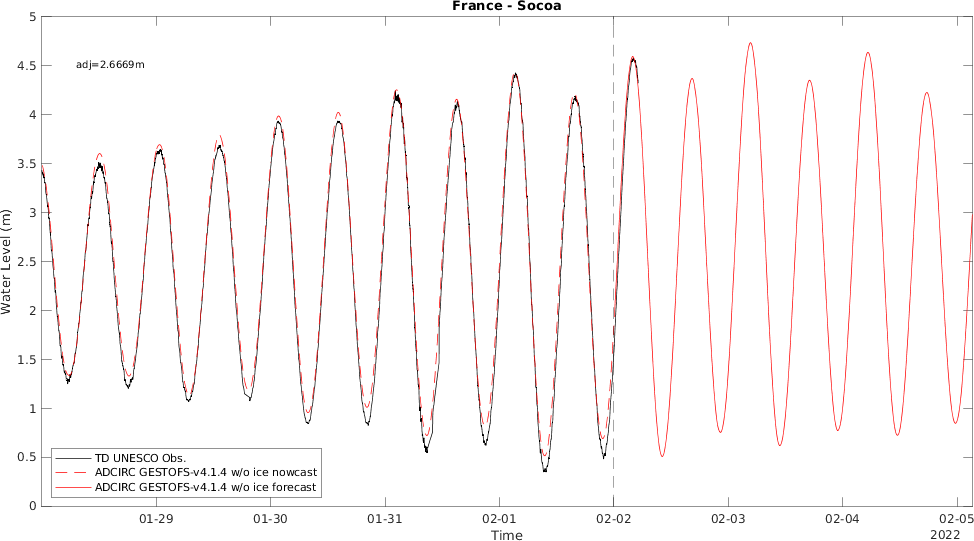 France - Socoa
adj=2.6669m
5
4.5
4
3.5
3
2.5
2
1.5
1
0.5
0
Water Level (m)
TD UNESCO Obs.
ADCIRC GESTOFS-v4.1.4 w/o ice nowcast
ADCIRC GESTOFS-v4.1.4 w/o ice forecast
01-29 01-30 01-31 02-01 02-02 02-03 02-04 02-05
Time
2022